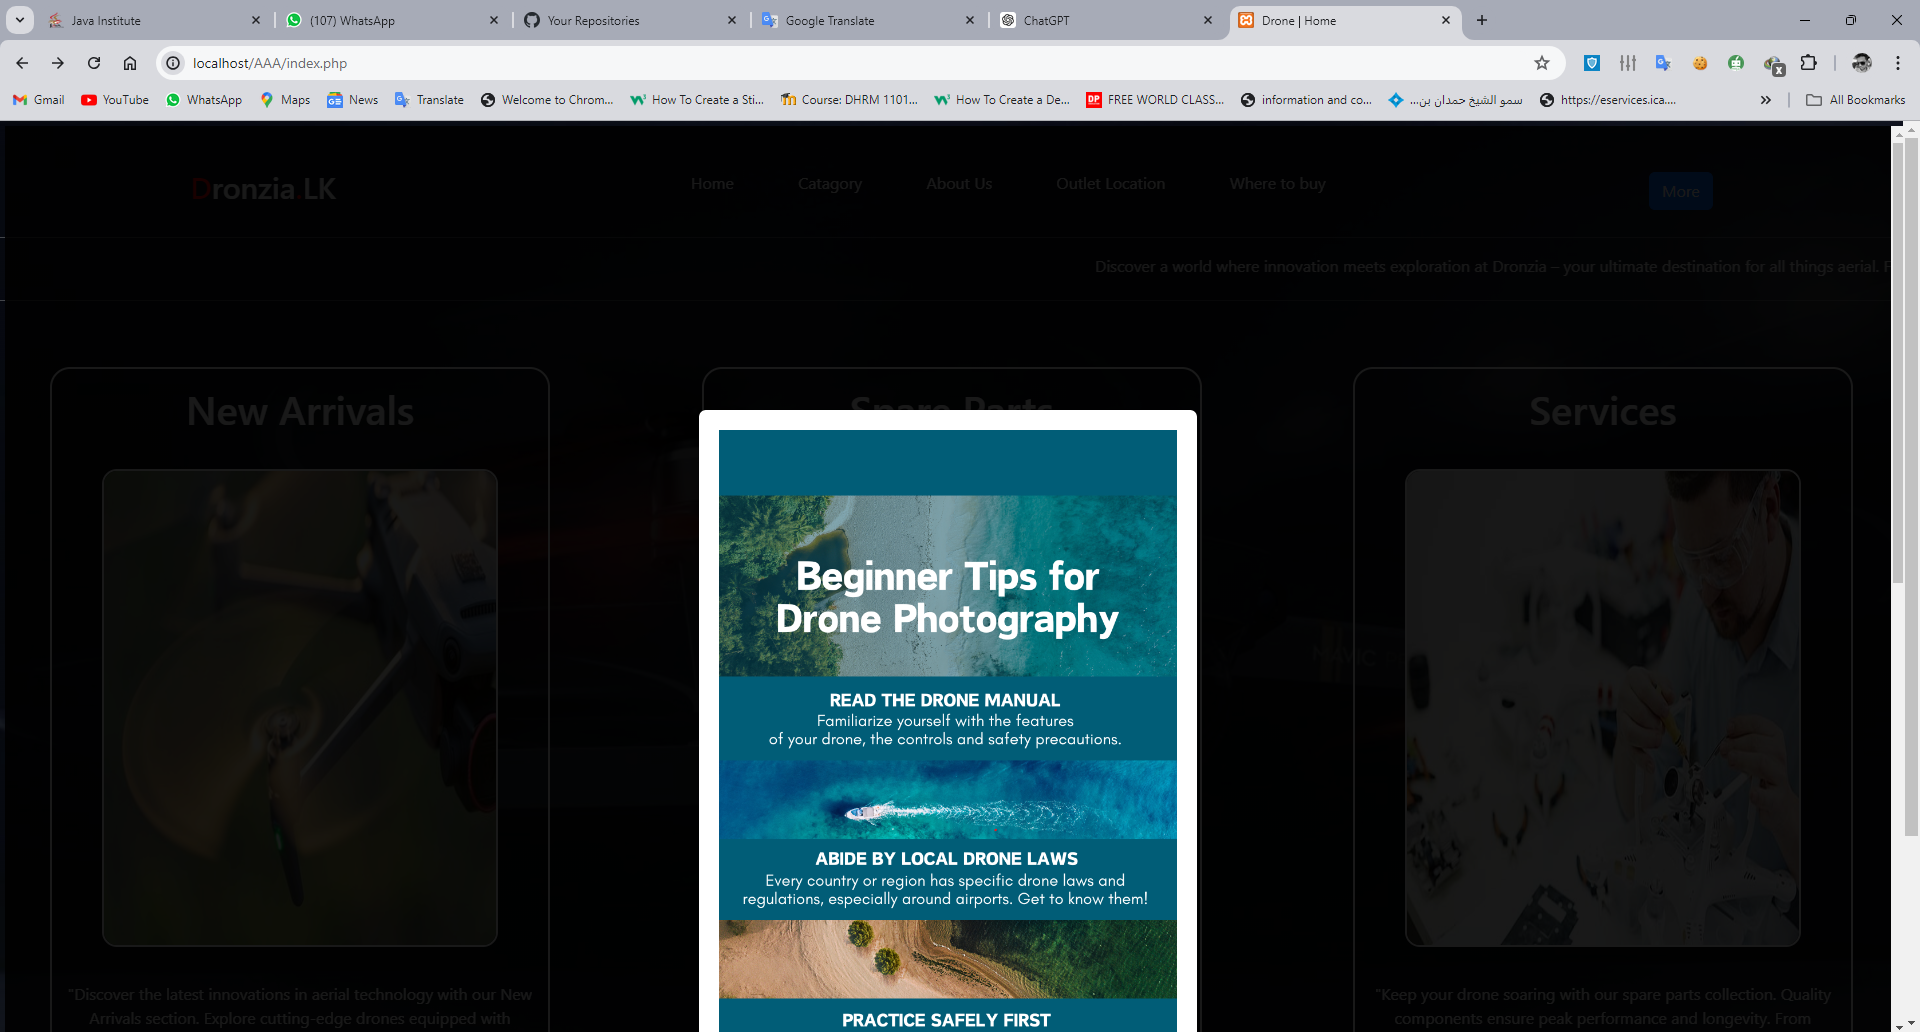 Java Institute
(107) WhatsApp
Your Repositories
Google Translate
ChatGPT
Drone | Home
localhost/AAA/index.php
Gmail
YouTube
WhatsApp
Maps
News
Translate
Welcome to Chrom...
How To Create a Sti...
Course: DHRM 1101...
How To Create a De...
FREE WORLD CLASS...
information and co...
سمو الشيخ حمدان بن...
https://eservices.ica....
All Bookmarks
Dronzia.LK
Home
Catagory
About Us
Outlet Location
Where to buy
More
Discover a world where innovation meets exploration at Dronzia – your ultimate destination for all things aerial. F
New Arrivals
Spare Parts
Services
Beginner Tips for
Drone Photography
READ THE DRONE MANUAL
Familiarize yourself with the features
of your drone, the controls and safety precautions.
ABIDE BY LOCAL DRONE LAWS
Every country or region has specific drone laws and
regulations, especially around airports. Get to know them!
PRACTICE SAFELY FIRST
"Discover the latest innovations in aerial technology with our New
Arrivals section. Explore cutting-edge drones equipped with
"Keep your drone soaring with our spare parts collection. Quality
components ensure peak performance and longevity. From